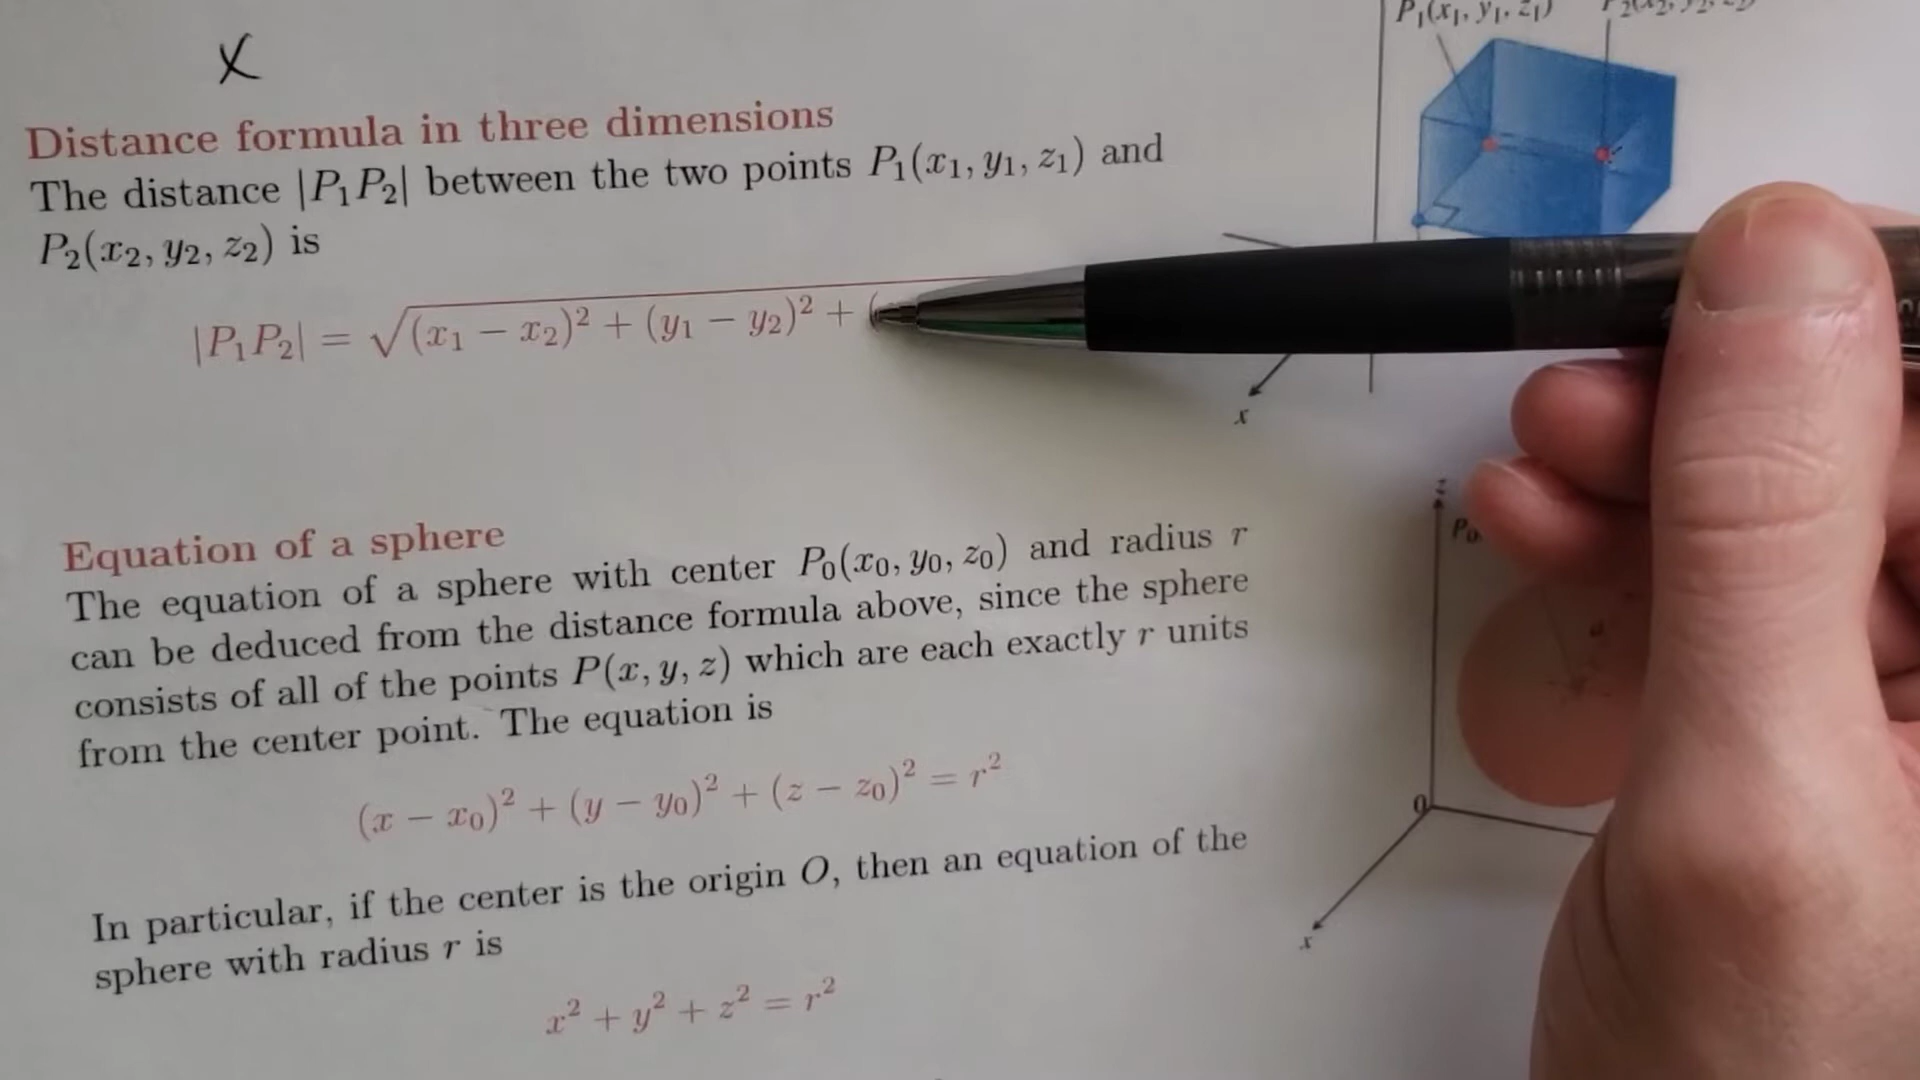 P₁(x₁, y₁, z₁)
x
Distance formula in three dimensions
The distance |P₁P₂| between the two points P₁(x₁, y₁, z₁) and
P₂(x₂, y₂, z₂) is
|P₁P₂| = √(x₁ − x₂)² + (y₁ − y₂)² + (
x
Equation of a sphere
The equation of a sphere with center P₀(x₀, y₀, z₀) and radius r
can be deduced from the distance formula above, since the sphere
consists of all of the points P(x, y, z) which are each exactly r units
from the center point. The equation is
(x − x₀)² + (y − y₀)² + (z − z₀)² = r²
In particular, if the center is the origin O, then an equation of the
sphere with radius r is
x² + y² + z² = r²
z
P₀
0
x